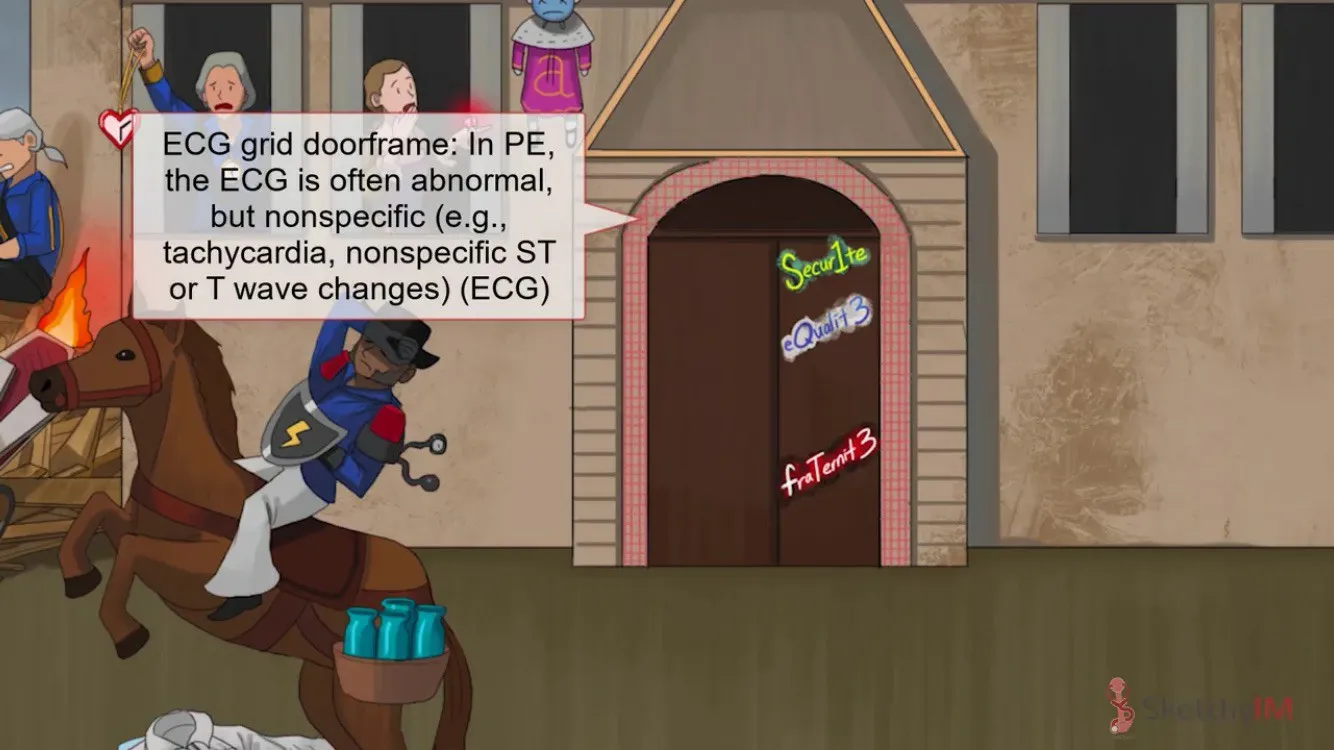 a
ECG grid doorframe: In PE,
the ECG is often abnormal,
but nonspecific (e.g.,
tachycardia, nonspecific ST
or T wave changes) (ECG)
Secur1te
eQualit3
fraTernit3
SketchyIM